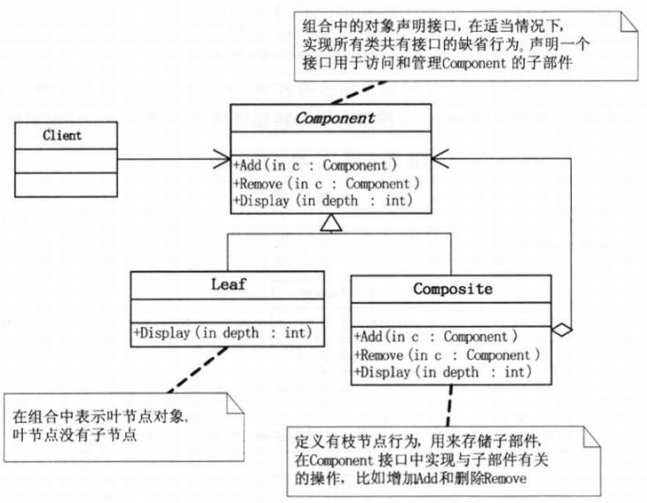 组合中的对象声明接口，在适当情况下，
实现所有类共有接口的缺省行为。声明一个
接口用于访问和管理Component 的子部件
Component
Client
+Add(in c : Component)
+Remove(in c : Component)
+Display(in depth : int)
Leaf
+Display(in depth : int)
Composite
+Add(in c : Component)
+Remove(in c : Component)
+Display(in depth : int)
在组合中表示叶节点对象，
叶节点没有子节点
定义有枝节点行为，用来存储子部件，
在Component 接口中实现与子部件有关
的操作，比如增加Add和删除Remove